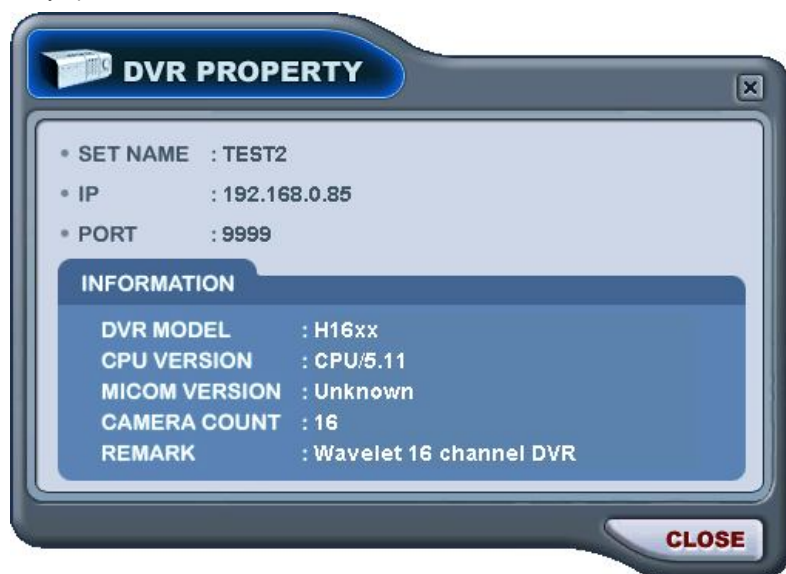 DVR PROPERTY
• SET NAME : TEST2
• IP : 192.168.0.85
• PORT : 9999
INFORMATION
DVR MODEL : H16xx
CPU VERSION : CPU/5.11
MICOM VERSION : Unknown
CAMERA COUNT : 16
REMARK : Wavelet 16 channel DVR
CLOSE